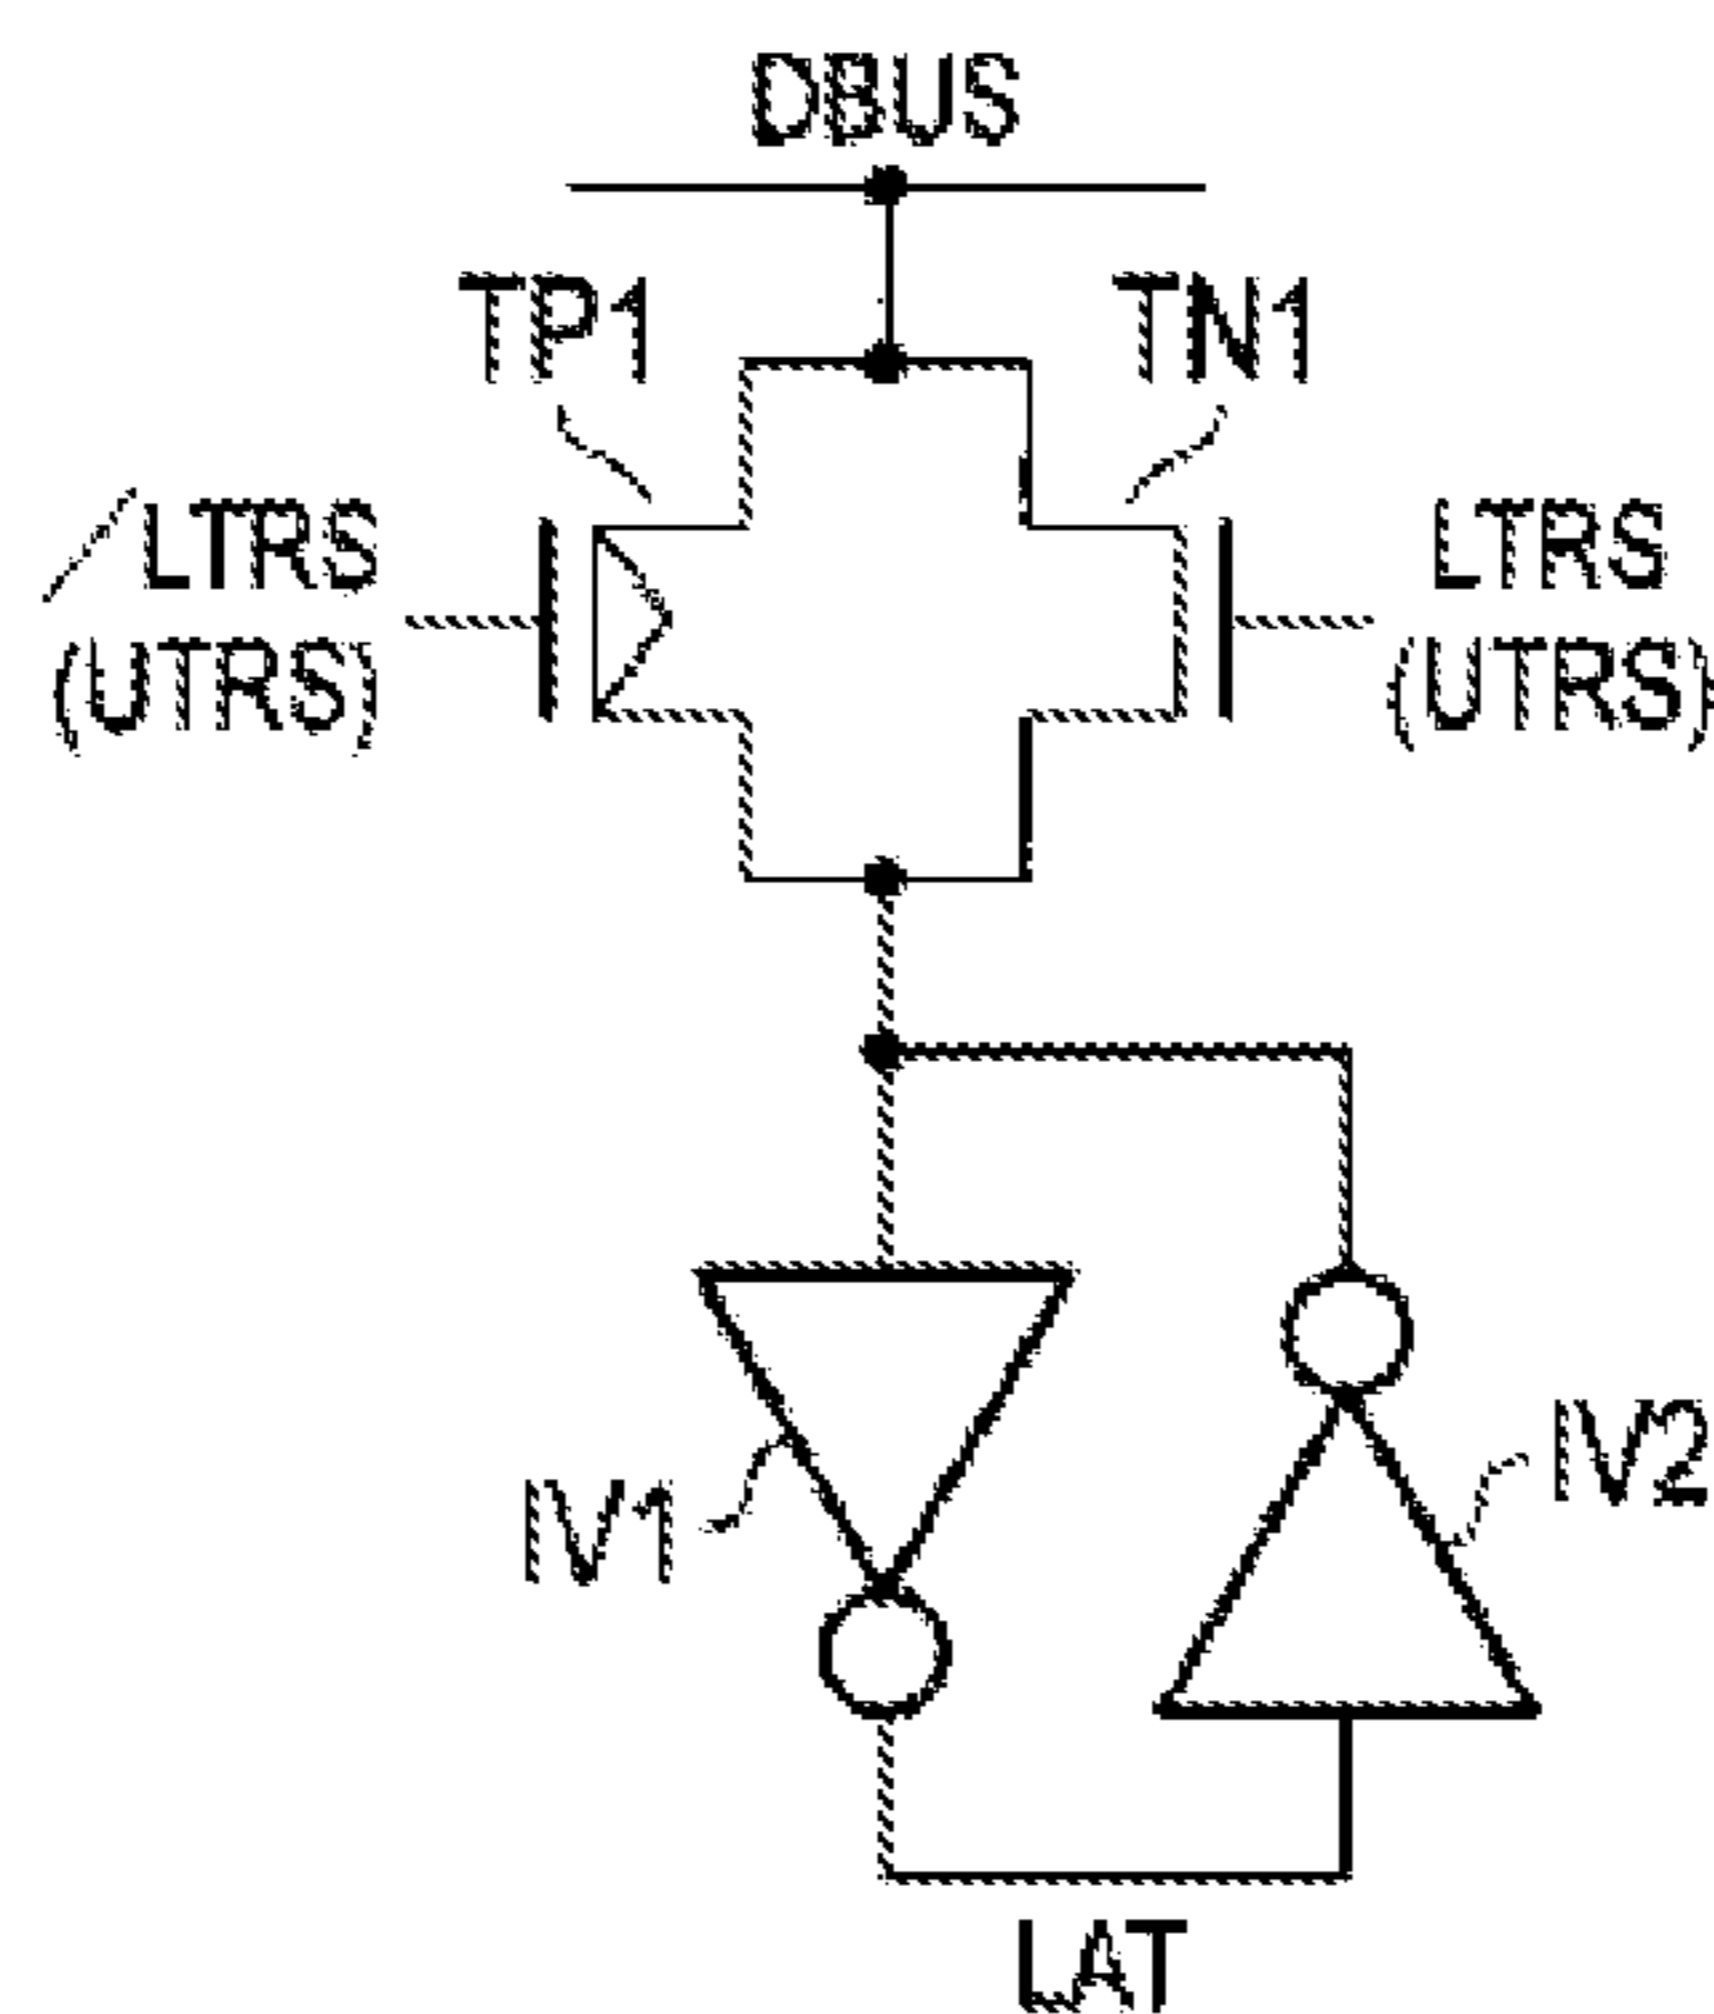 DBUS
TP1
TN1
/LTRS
(UTRS)
LTRS
(UTRS)
IV1
IV2
LAT